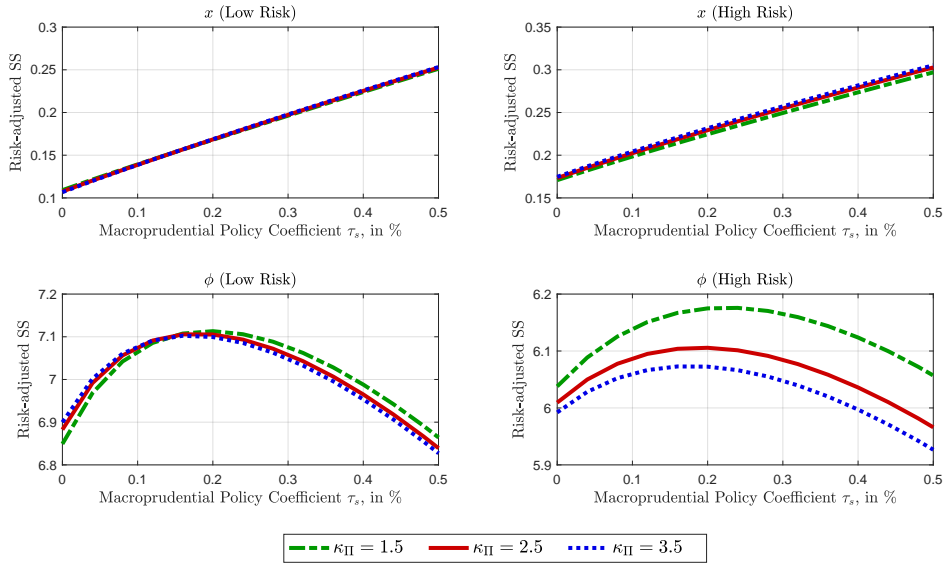 x (Low Risk)
0.3
0.25
0.2
0.15
0.1
Risk-adjusted SS
0 0.1 0.2 0.3 0.4 0.5
Macroprudential Policy Coefficient τₛ, in %
x (High Risk)
0.35
0.3
0.25
0.2
0.15
Risk-adjusted SS
0 0.1 0.2 0.3 0.4 0.5
Macroprudential Policy Coefficient τₛ, in %
ϕ (Low Risk)
7.2
7.1
7
6.9
6.8
Risk-adjusted SS
0 0.1 0.2 0.3 0.4 0.5
Macroprudential Policy Coefficient τₛ, in %
ϕ (High Risk)
6.2
6.1
6
5.9
Risk-adjusted SS
0 0.1 0.2 0.3 0.4 0.5
Macroprudential Policy Coefficient τₛ, in %
κ_Π = 1.5 κ_Π = 2.5 κ_Π = 3.5